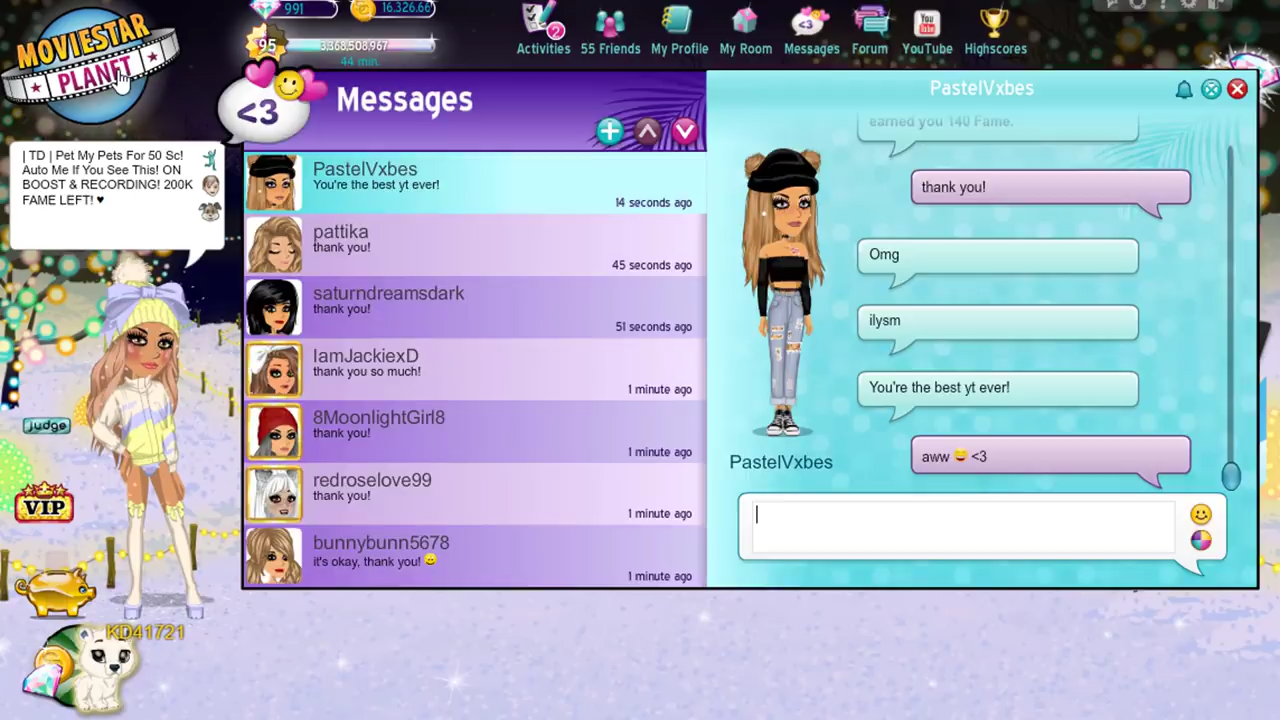 MOVIESTAR
PLANET
991
16,326.66
95
3,368,508,967
44 min.
Activities
2
55 Friends
My Profile
My Room
<3
Messages
Forum
You
Tube
YouTube
Highscores
<3
Messages
| TD | Pet My Pets For 50 Sc!
Auto Me If You See This! ON
BOOST & RECORDING! 200K
FAME LEFT! ♥
judge
VIP
KD41721
PastelVxbes
You're the best yt ever!
14 seconds ago
pattika
thank you!
45 seconds ago
saturndreamsdark
thank you!
51 seconds ago
IamJackiexD
thank you so much!
1 minute ago
8MoonlightGirl8
thank you!
1 minute ago
redroselove99
thank you!
1 minute ago
bunnybunn5678
it's okay, thank you! 😄
1 minute ago
PastelVxbes
earned you 140 Fame.
thank you!
Omg
ilysm
You're the best yt ever!
aww 😄 <3
PastelVxbes